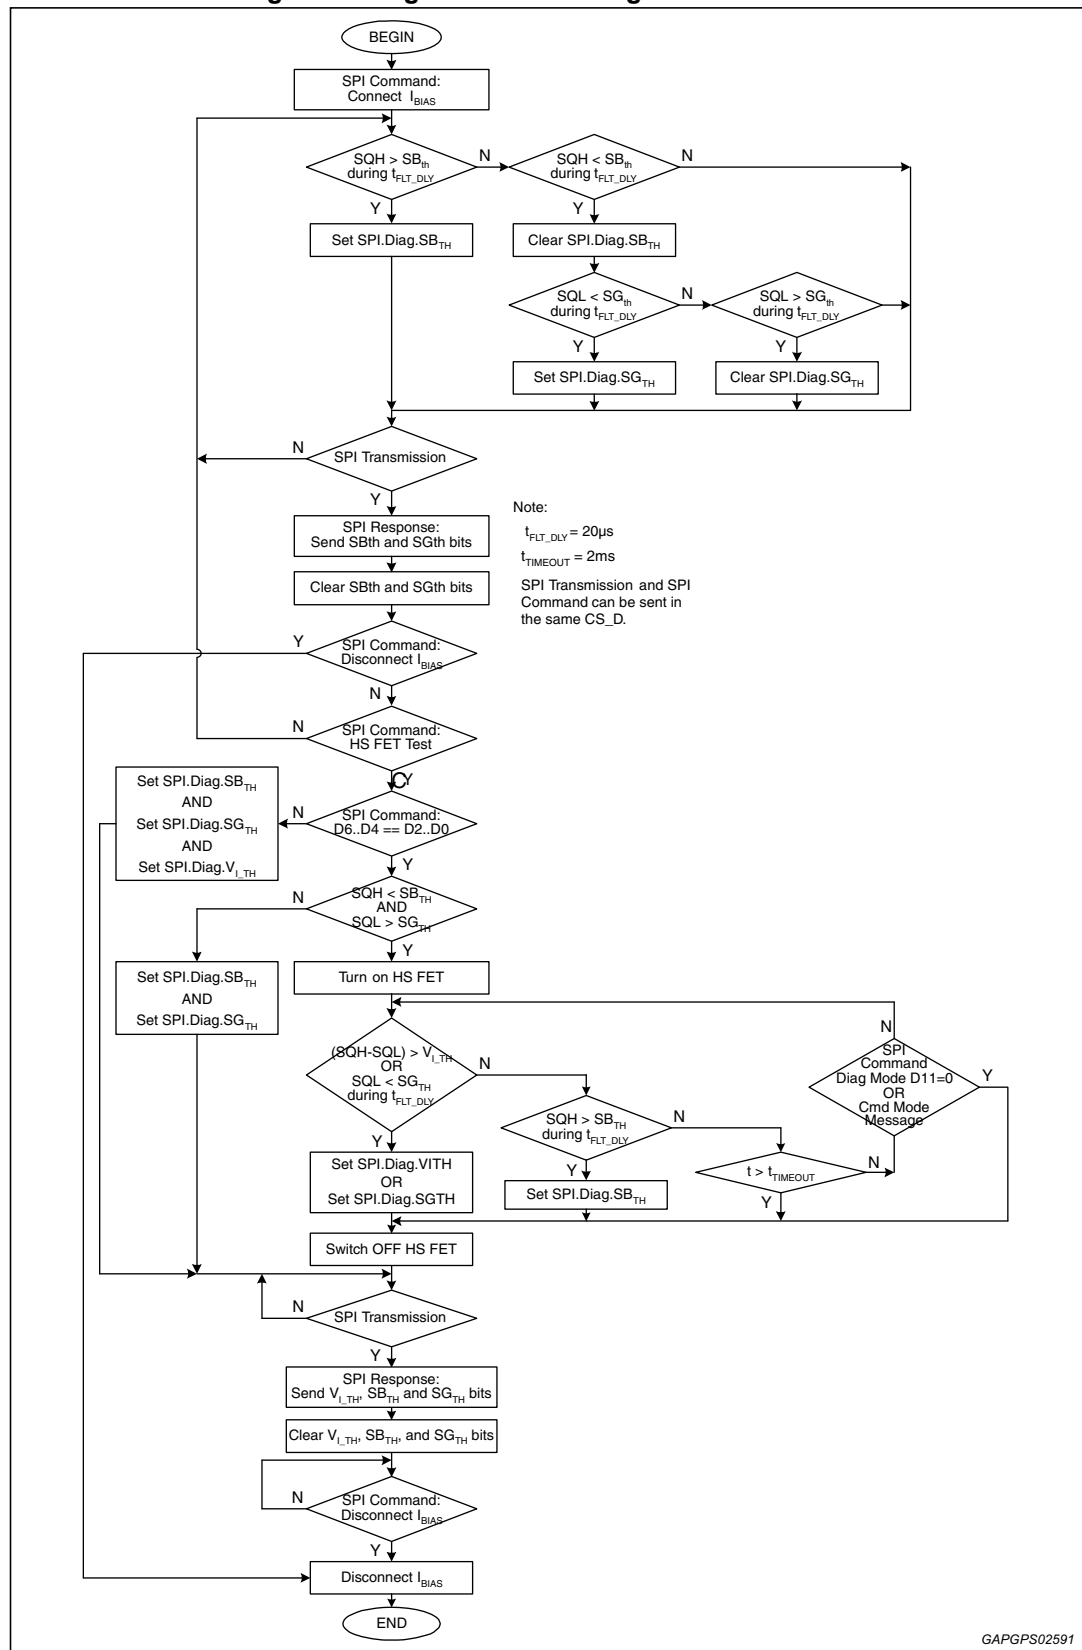 BEGIN
SPI Command:
Connect I_BIAS
SQH > SB_th
during t_FLT_DLY
N
SQH < SB_th
during t_FLT_DLY
N
Y
Y
Set SPI.Diag.SB_TH
Clear SPI.Diag.SB_TH
SQL < SG_th
during t_FLT_DLY
N
SQL > SG_th
during t_FLT_DLY
Y
Y
Set SPI.Diag.SG_TH
Clear SPI.Diag.SG_TH
N
SPI Transmission
Y
Note:
t_FLT_DLY = 20µs
t_TIMEOUT = 2ms
SPI Transmission and SPI
Command can be sent in
the same CS_D.
SPI Response:
Send SBth and SGth bits
Clear SBth and SGth bits
Y
SPI Command:
Disconnect I_BIAS
N
N
SPI Command:
HS FET Test
C
Y
Set SPI.Diag.SB_TH
AND
Set SPI.Diag.SG_TH
AND
Set SPI.Diag.V_I_TH
N
SPI Command:
D6..D4 == D2..D0
Y
N
SQH < SB_TH
AND
SQL > SG_TH
Y
Set SPI.Diag.SB_TH
AND
Set SPI.Diag.SG_TH
Turn on HS FET
(SQH-SQL) > V_I_TH
OR
SQL < SG_TH
during t_FLT_DLY
N
Y
SQH > SB_TH
during t_FLT_DLY
N
Y
N
SPI
Command
Diag Mode D11=0
OR
Cmd Mode
Message
Y
t > t_TIMEOUT
N
Y
Set SPI.Diag.VITH
OR
Set SPI.Diag.SGTH
Set SPI.Diag.SB_TH
Switch OFF HS FET
N
SPI Transmission
Y
SPI Response:
Send V_I_TH, SB_TH and SG_TH bits
Clear V_I_TH, SB_TH, and SG_TH bits
N
SPI Command:
Disconnect I_BIAS
Y
Disconnect I_BIAS
END
GAPGPS02591